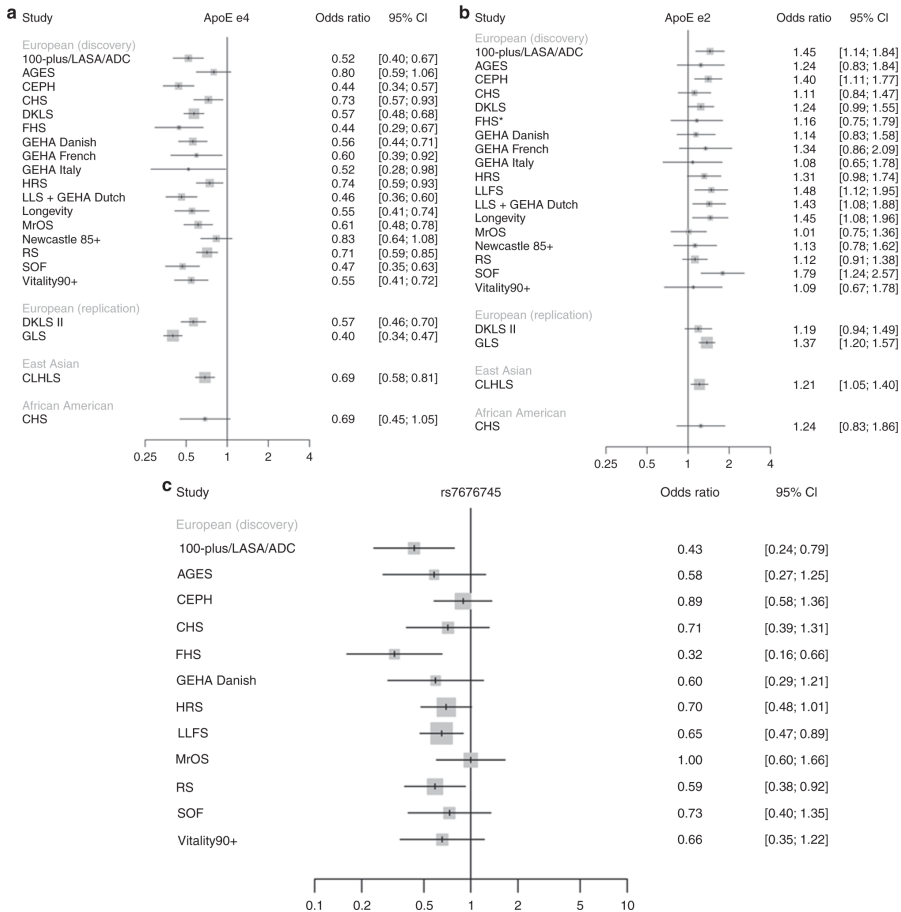 a Study ApoE e4 Odds ratio 95% CI
European (discovery)
100-plus/LASA/ADC 0.52 [0.40; 0.67]
AGES 0.80 [0.59; 1.06]
CEPH 0.44 [0.34; 0.57]
CHS 0.73 [0.57; 0.93]
DKLS 0.57 [0.48; 0.68]
FHS 0.44 [0.29; 0.67]
GEHA Danish 0.56 [0.44; 0.71]
GEHA French 0.60 [0.39; 0.92]
GEHA Italy 0.52 [0.28; 0.98]
HRS 0.74 [0.59; 0.93]
LLS + GEHA Dutch 0.46 [0.36; 0.60]
Longevity 0.55 [0.41; 0.74]
MrOS 0.61 [0.48; 0.78]
Newcastle 85+ 0.83 [0.64; 1.08]
RS 0.71 [0.59; 0.85]
SOF 0.47 [0.35; 0.63]
Vitality90+ 0.55 [0.41; 0.72]
European (replication)
DKLS II 0.57 [0.46; 0.70]
GLS 0.40 [0.34; 0.47]
East Asian
CLHLS 0.69 [0.58; 0.81]
African American
CHS 0.69 [0.45; 1.05]
0.25 0.5 1 2 4
b Study ApoE e2 Odds ratio 95% CI
European (discovery)
100-plus/LASA/ADC 1.45 [1.14; 1.84]
AGES 1.24 [0.83; 1.84]
CEPH 1.40 [1.11; 1.77]
CHS 1.11 [0.84; 1.47]
DKLS 1.24 [0.99; 1.55]
FHS* 1.16 [0.75; 1.79]
GEHA Danish 1.14 [0.83; 1.58]
GEHA French 1.34 [0.86; 2.09]
GEHA Italy 1.08 [0.65; 1.78]
HRS 1.31 [0.98; 1.74]
LLFS 1.48 [1.12; 1.95]
LLS + GEHA Dutch 1.43 [1.08; 1.88]
Longevity 1.45 [1.08; 1.96]
MrOS 1.01 [0.75; 1.36]
Newcastle 85+ 1.13 [0.78; 1.62]
RS 1.12 [0.91; 1.38]
SOF 1.79 [1.24; 2.57]
Vitality90+ 1.09 [0.67; 1.78]
European (replication)
DKLS II 1.19 [0.94; 1.49]
GLS 1.37 [1.20; 1.57]
East Asian
CLHLS 1.21 [1.05; 1.40]
African American
CHS 1.24 [0.83; 1.86]
0.25 0.5 1 2 4
c Study rs7676745 Odds ratio 95% CI
European (discovery)
100-plus/LASA/ADC 0.43 [0.24; 0.79]
AGES 0.58 [0.27; 1.25]
CEPH 0.89 [0.58; 1.36]
CHS 0.71 [0.39; 1.31]
FHS 0.32 [0.16; 0.66]
GEHA Danish 0.60 [0.29; 1.21]
HRS 0.70 [0.48; 1.01]
LLFS 0.65 [0.47; 0.89]
MrOS 1.00 [0.60; 1.66]
RS 0.59 [0.38; 0.92]
SOF 0.73 [0.40; 1.35]
Vitality90+ 0.66 [0.35; 1.22]
0.1 0.2 0.5 1 2 5 10